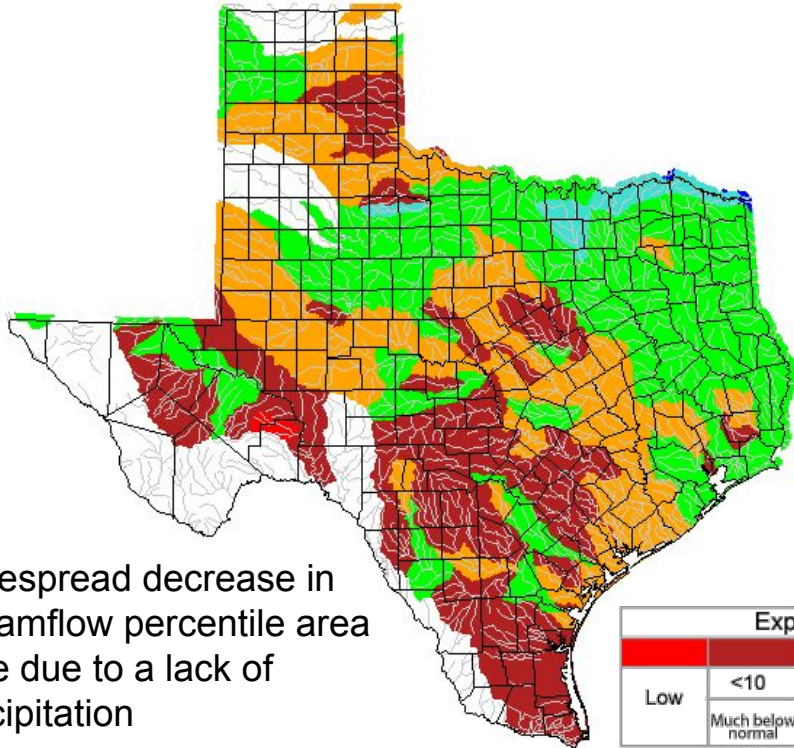 espread decrease in
amflow percentile area
e due to a lack of
cipitation
Exp
Low
<10
Much below
normal